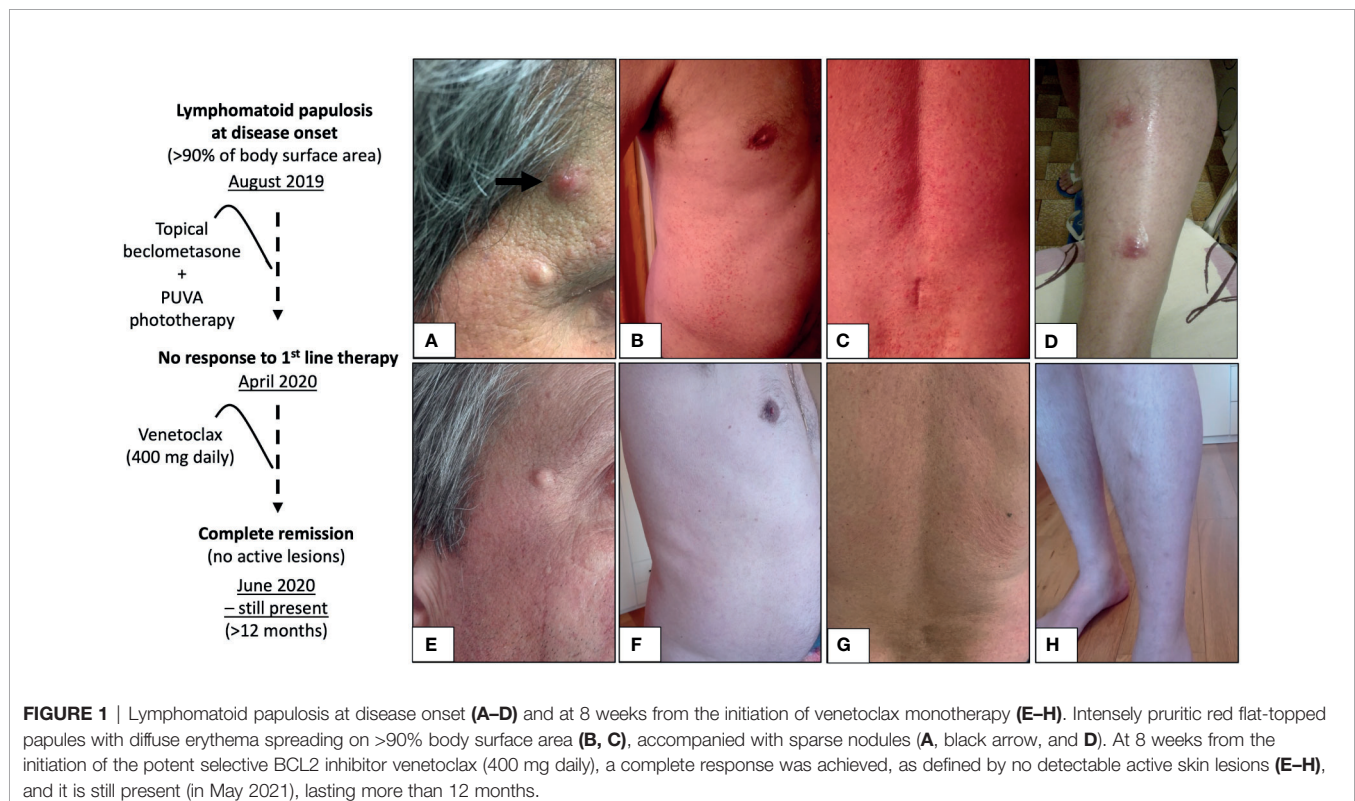 Lymphomatoid papulosis
at disease onset
(>90% of body surface area)
August 2019
Topical
beclometasone
+
PUVA
phototherapy
No response to 1st line therapy
April 2020
Venetoclax
(400 mg daily)
Complete remission
(no active lesions)
June 2020
– still present
(>12 months)
A
B
C
D
E
F
G
H
FIGURE 1 | Lymphomatoid papulosis at disease onset (A–D) and at 8 weeks from the initiation of venetoclax monotherapy (E–H). Intensely pruritic red flat-topped
papules with diffuse erythema spreading on >90% body surface area (B, C), accompanied with sparse nodules (A, black arrow, and D). At 8 weeks from the
initiation of the potent selective BCL2 inhibitor venetoclax (400 mg daily), a complete response was achieved, as defined by no detectable active skin lesions (E–H),
and it is still present (in May 2021), lasting more than 12 months.